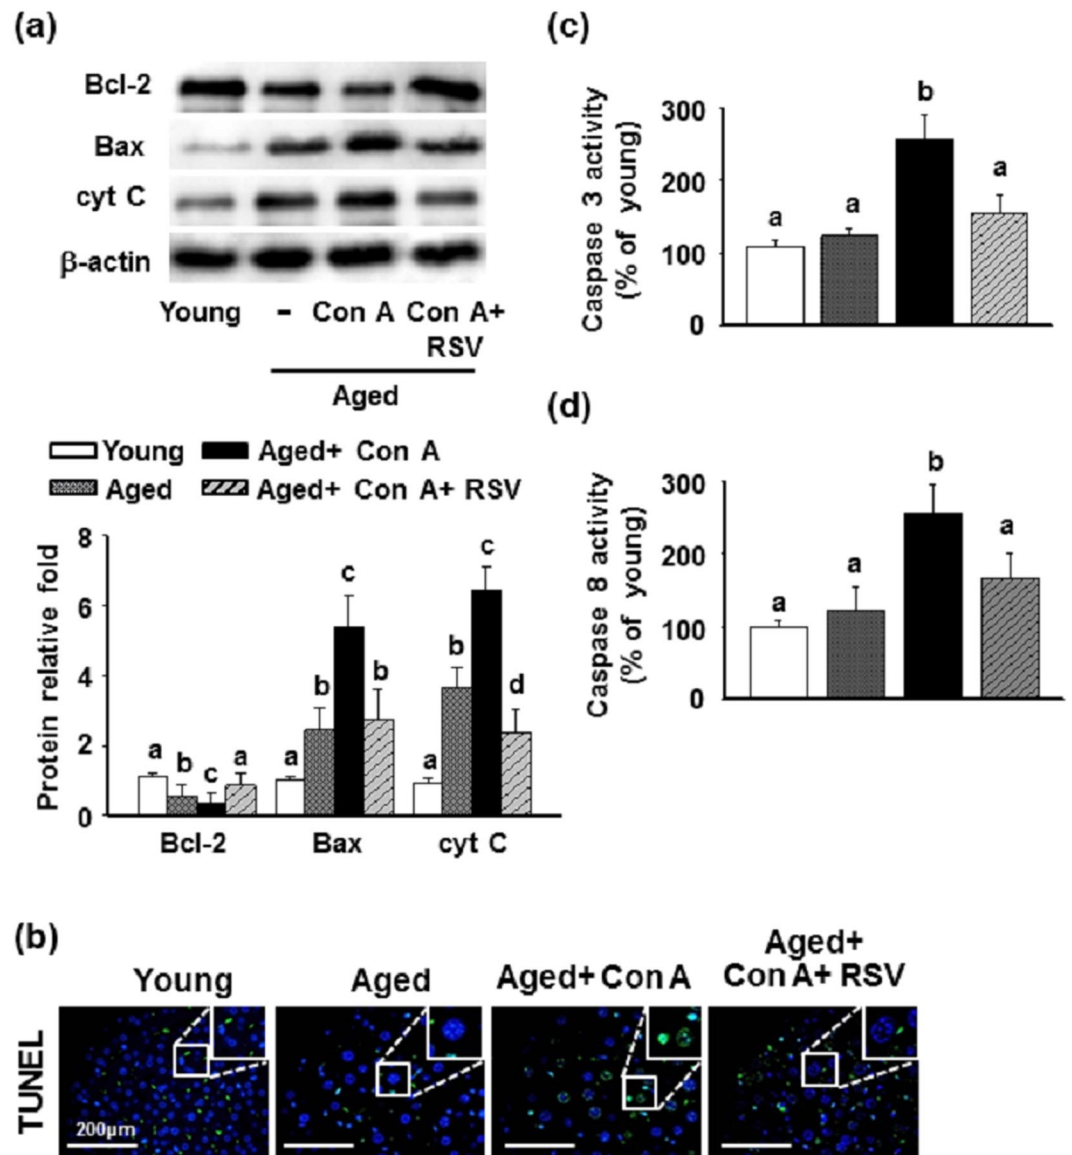 (a)
Bcl-2
Bax
cyt C
β-actin
Young - Con A Con A+
RSV
Aged
Young Aged+ Con A
Aged Aged+ Con A+ RSV
Protein relative fold
8
6
4
2
0
a b c a
a b c b
a b c d
Bcl-2 Bax cyt C
(c)
Caspase 3 activity
(% of young)
300
200
100
0
a a b a
(d)
Caspase 8 activity
(% of young)
300
200
100
0
a a b a
(b)
Young Aged Aged+ Con A Aged+
Con A+ RSV
TUNEL
200μm